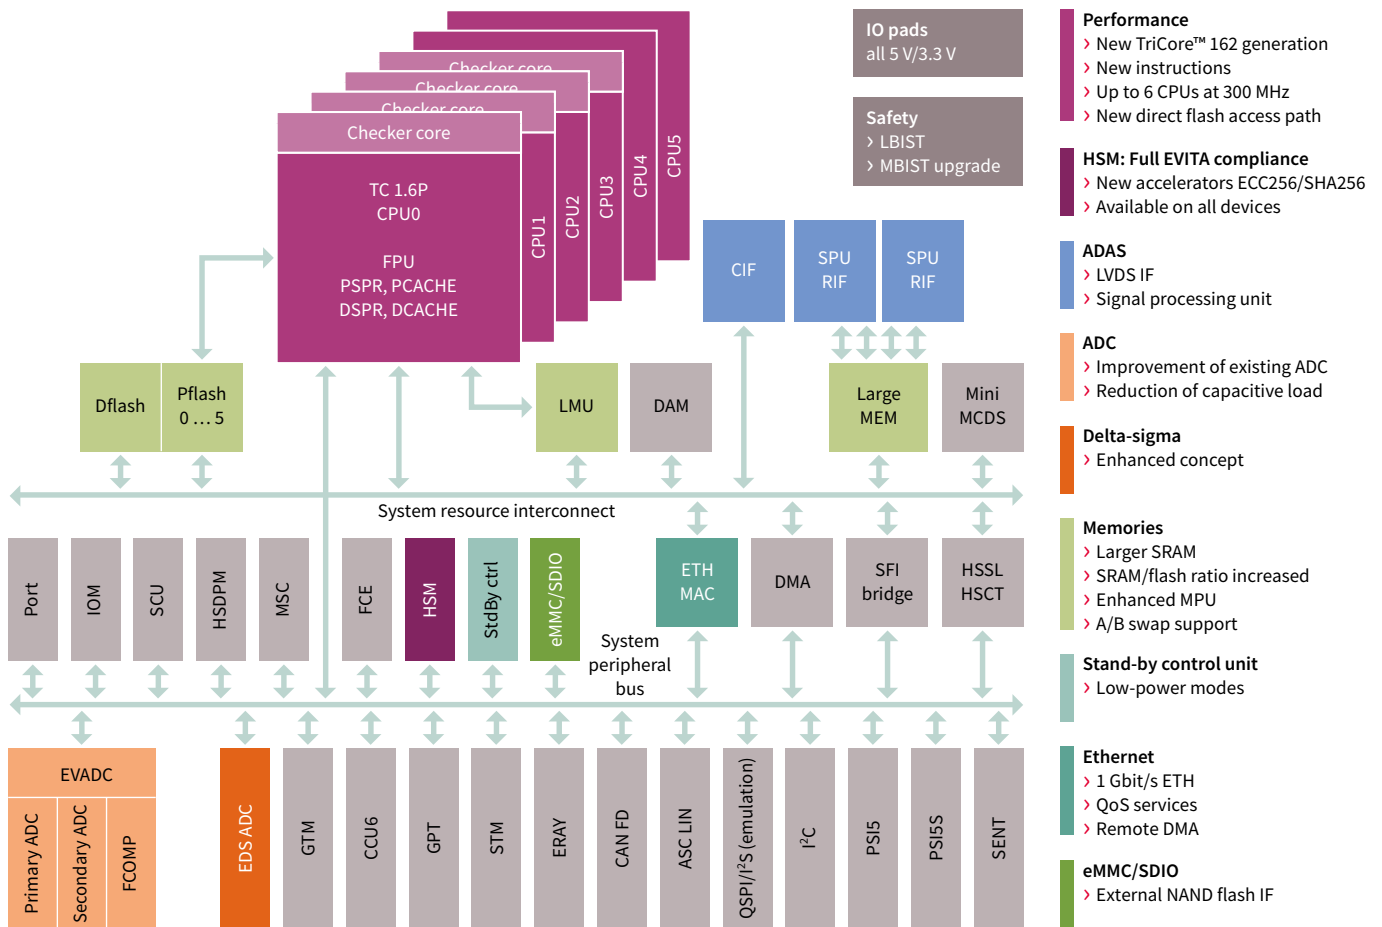 Checker core
Checker core
Checker core
Checker core
TC 1.6P
CPU0
FPU
PSPR, PCACHE
DSPR, DCACHE
CPU1
CPU2
CPU3
CPU4
CPU5
IO pads
all 5 V/3.3 V
Safety
› LBIST
› MBIST upgrade
CIF
SPU
RIF
SPU
RIF
Dflash
Pflash
0 … 5
LMU
DAM
Large
MEM
Mini
MCDS
System resource interconnect
Port
IOM
SCU
HSDPM
MSC
FCE
HSM
StdBy ctrl
eMMC/SDIO
System
peripheral
bus
ETH
MAC
DMA
SFI
bridge
HSSL
HSCT
EVADC
Primary ADC
Secondary ADC
FCOMP
EDS ADC
GTM
CCU6
GPT
STM
ERAY
CAN FD
ASC LIN
QSPI/I²S (emulation)
I²C
PSI5
PSI5S
SENT
Performance
› New TriCore™ 162 generation
› New instructions
› Up to 6 CPUs at 300 MHz
› New direct flash access path
HSM: Full EVITA compliance
› New accelerators ECC256/SHA256
› Available on all devices
ADAS
› LVDS IF
› Signal processing unit
ADC
› Improvement of existing ADC
› Reduction of capacitive load
Delta-sigma
› Enhanced concept
Memories
› Larger SRAM
› SRAM/flash ratio increased
› Enhanced MPU
› A/B swap support
Stand-by control unit
› Low-power modes
Ethernet
› 1 Gbit/s ETH
› QoS services
› Remote DMA
eMMC/SDIO
› External NAND flash IF